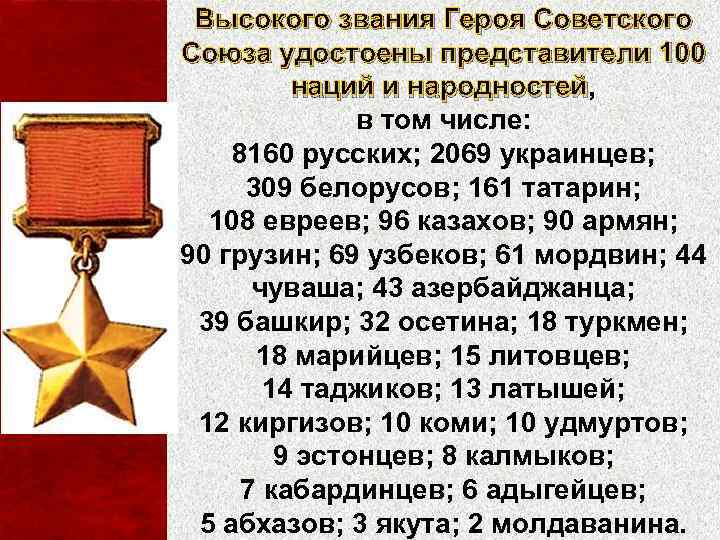 Высокого звания Героя Советского
Союза удостоены представители 100
наций и народностей,
в том числе:
8160 русских; 2069 украинцев;
309 белорусов; 161 татарин;
108 евреев; 96 казахов; 90 армян;
90 грузин; 69 узбеков; 61 мордвин; 44
чуваша; 43 азербайджанца;
39 башкир; 32 осетина; 18 туркмен;
18 марийцев; 15 литовцев;
14 таджиков; 13 латышей;
12 киргизов; 10 коми; 10 удмуртов;
9 эстонцев; 8 калмыков;
7 кабардинцев; 6 адыгейцев;
5 абхазов; 3 якута; 2 молдаванина.